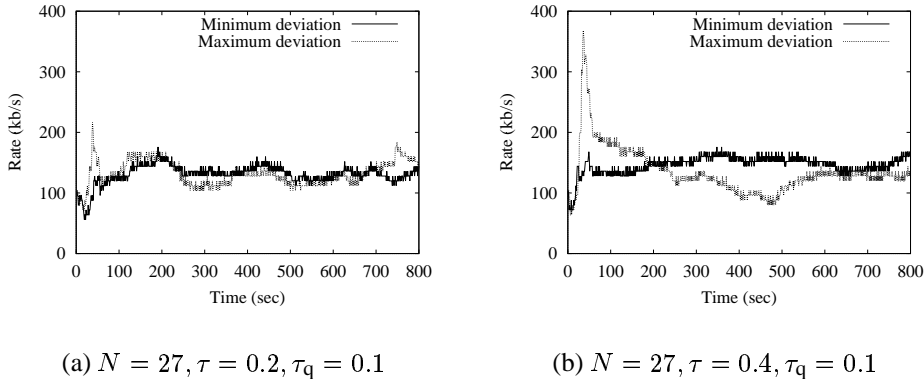 400
300
200
100
0
Rate (kb/s)
Minimum deviation
Maximum deviation
0 100 200 300 400 500 600 700 800
Time (sec)
(a) N = 27, τ = 0.2, τq = 0.1
400
300
200
100
0
Rate (kb/s)
Minimum deviation
Maximum deviation
0 100 200 300 400 500 600 700 800
Time (sec)
(b) N = 27, τ = 0.4, τq = 0.1